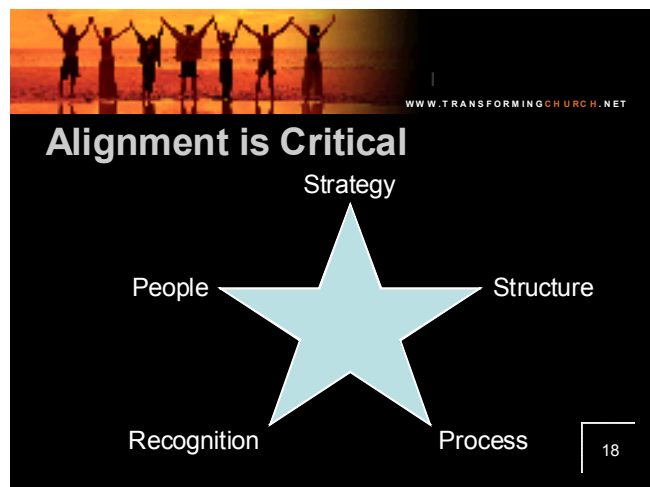 WWW.TRANSFORMINGCHURCH.NET
Alignment is Critical
Strategy
People
Structure
Recognition
Process
18